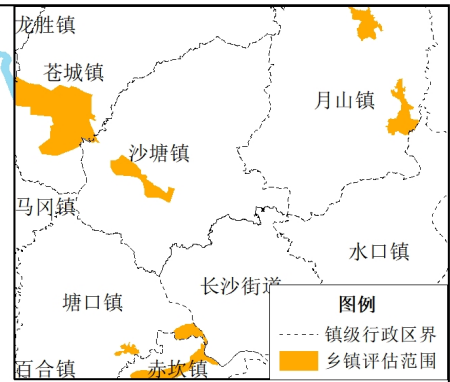 龙胜镇
苍城镇
月山镇
沙塘镇
马冈镇
水口镇
长沙街道
塘口镇
图例
镇级行政区界
乡镇评估范围
百合镇
赤坎镇